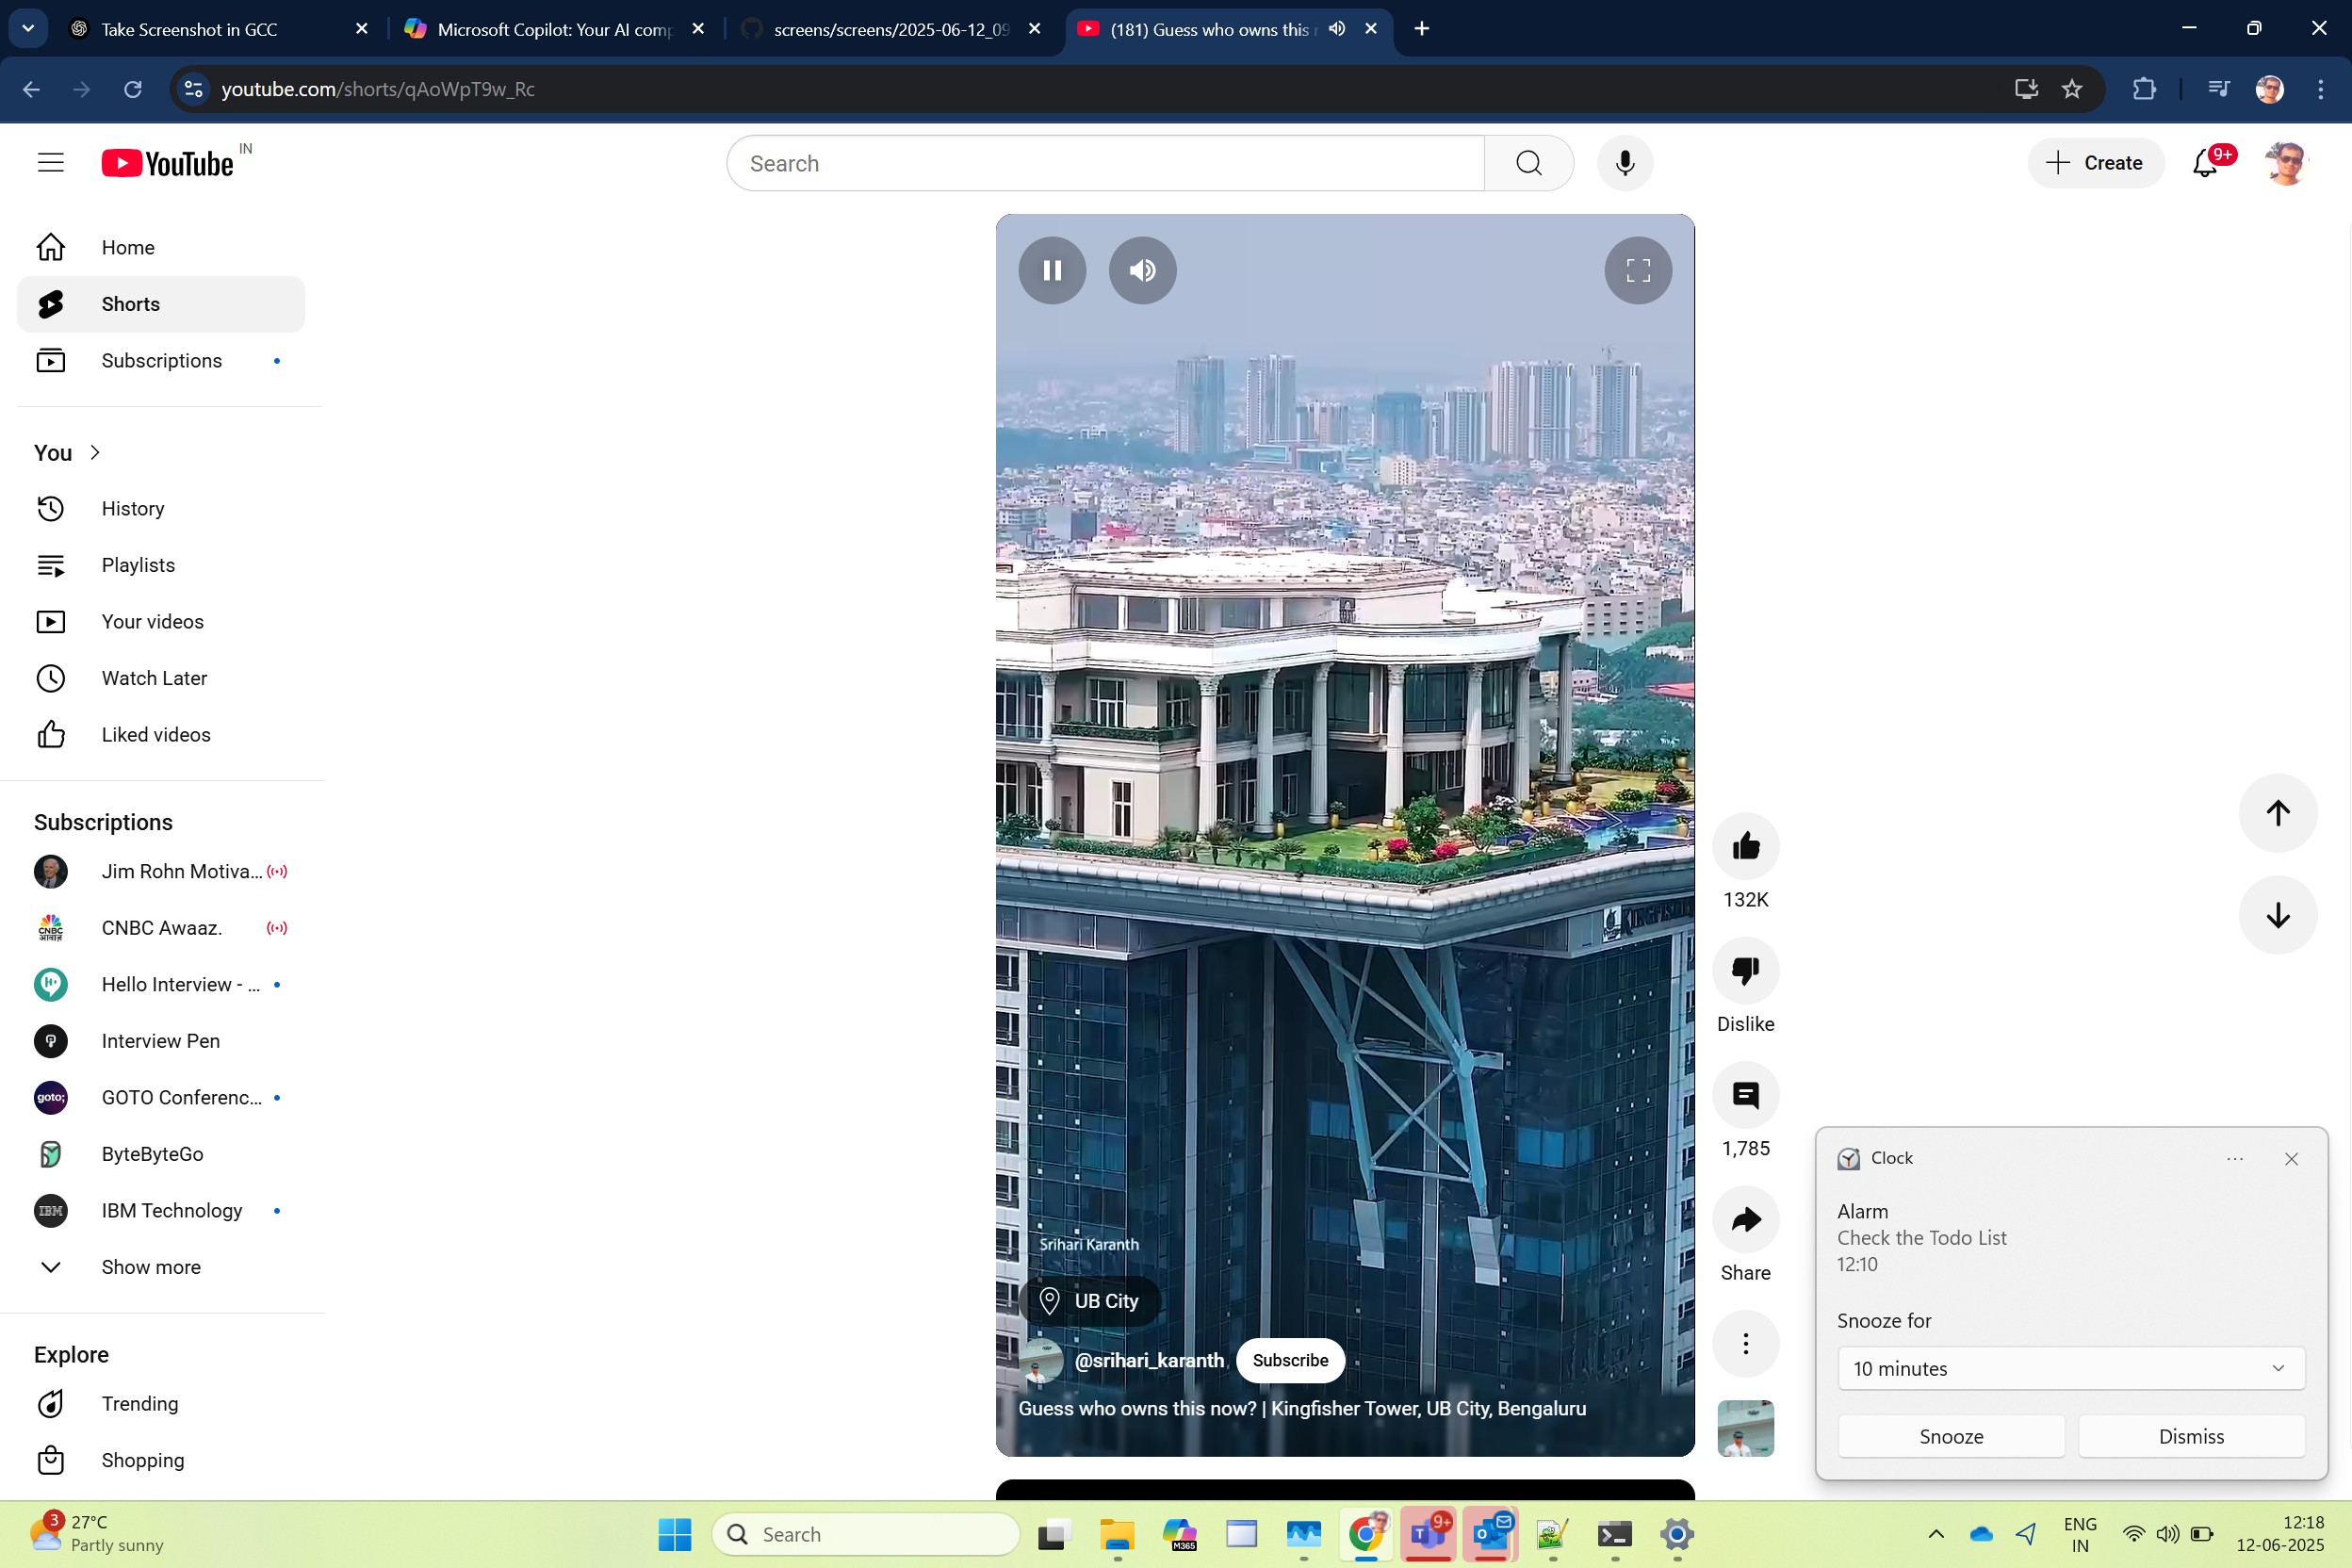 Take Screenshot in GCC
Microsoft Copilot: Your AI comp
screens/screens/2025-06-12_09
(181) Guess who owns this
youtube.com/shorts/qAoWpT9w_Rc
YouTube IN
Search
Create
9+
Home
Shorts
Subscriptions
You
History
Playlists
Your videos
Watch Later
Liked videos
Subscriptions
Jim Rohn Motiva...
CNBC Awaaz.
Hello Interview - ...
Interview Pen
goto;
GOTO Conferenc...
ByteByteGo
IBM
IBM Technology
Show more
Explore
Trending
Shopping
Srihari Karanth
UB City
@srihari_karanth
Subscribe
Guess who owns this now? | Kingfisher Tower, UB City, Bengaluru
132K
Dislike
1,785
Share
Clock
Alarm
Check the Todo List
12:10
Snooze for
10 minutes
Snooze
Dismiss
3
27°C
Partly sunny
Search
M365
9+
ENG
IN
12:18
12-06-2025